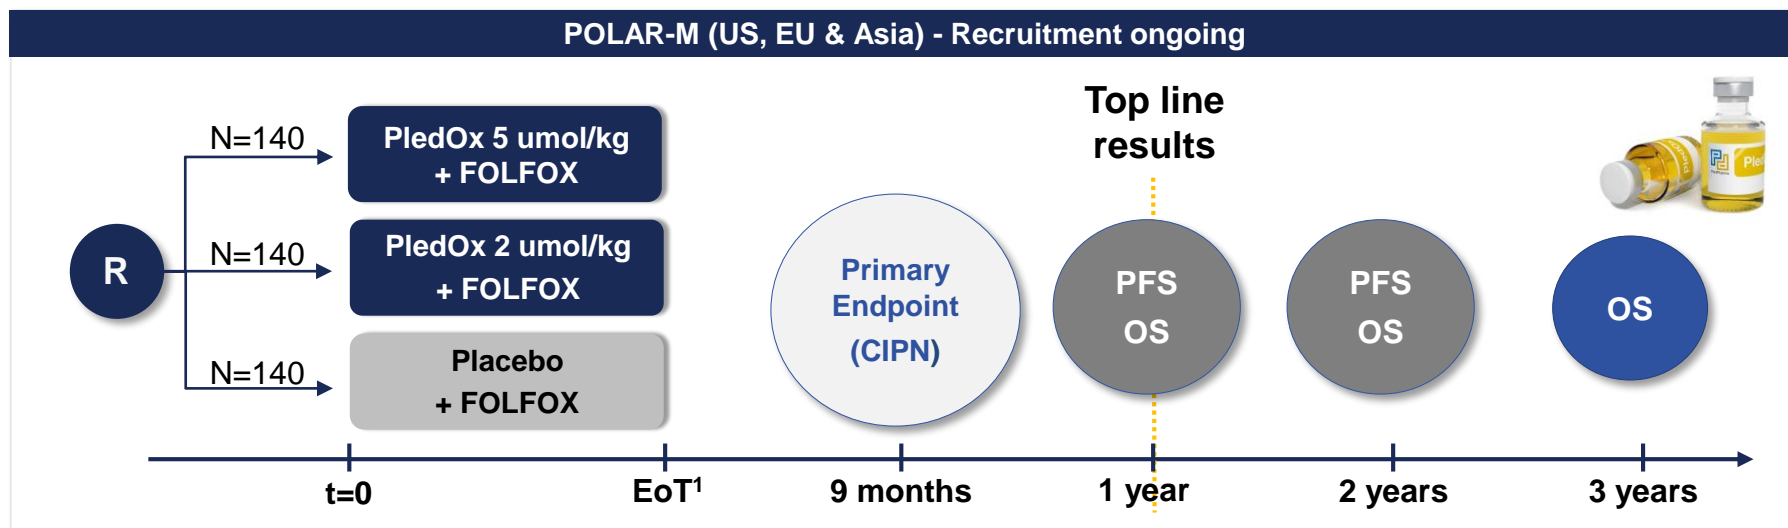 POLAR-M (US, EU & Asia) - Recruitment ongoing
Top line
results
N=140
PledOx 5 umol/kg
+ FOLFOX
R
N=140
PledOx 2 umol/kg
+ FOLFOX
N=140
Placebo
+ FOLFOX
Primary
Endpoint
(CIPN)
PFS
OS
PFS
OS
OS
t=0
EoT¹
9 months
1 year
2 years
3 years
PledOx
Pled